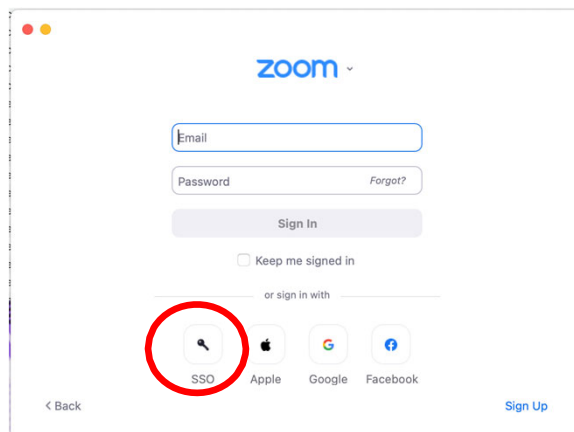 zoom
Email
Password Forgot?
Sign In
Keep me signed in
or sign in with
SSO Apple Google Facebook
< Back Sign Up